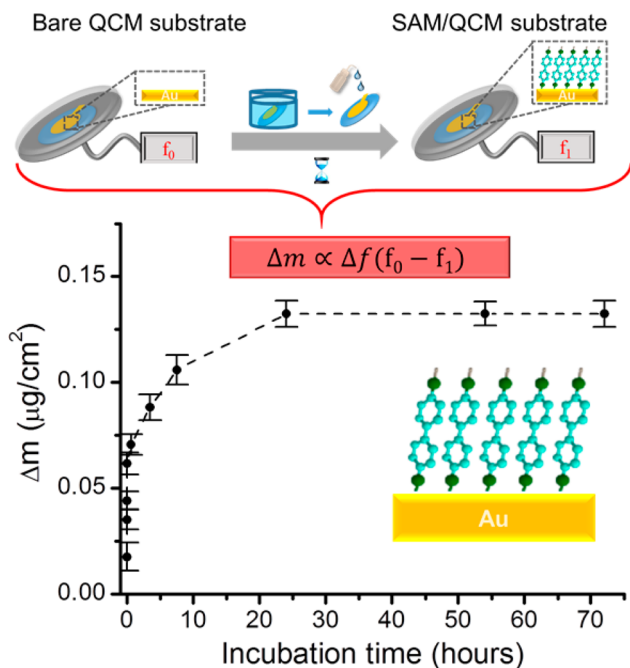 Bare QCM substrate
SAM/QCM substrate
Au
Au
f₀
f₁
Δm ∝ Δf(f₀ − f₁)
0.15
0.10
0.05
0.00
Δm (μg/cm²)
Au
0 10 20 30 40 50 60 70
Incubation time (hours)